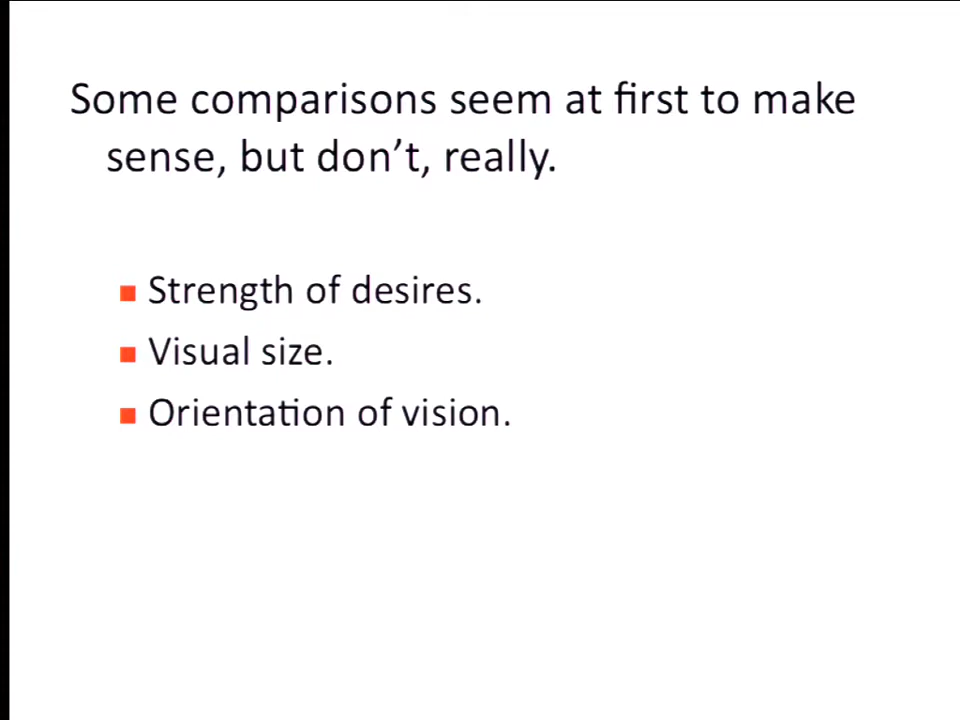 Some comparisons seem at first to make
sense, but don’t, really.
Strength of desires.
Visual size.
Orientation of vision.